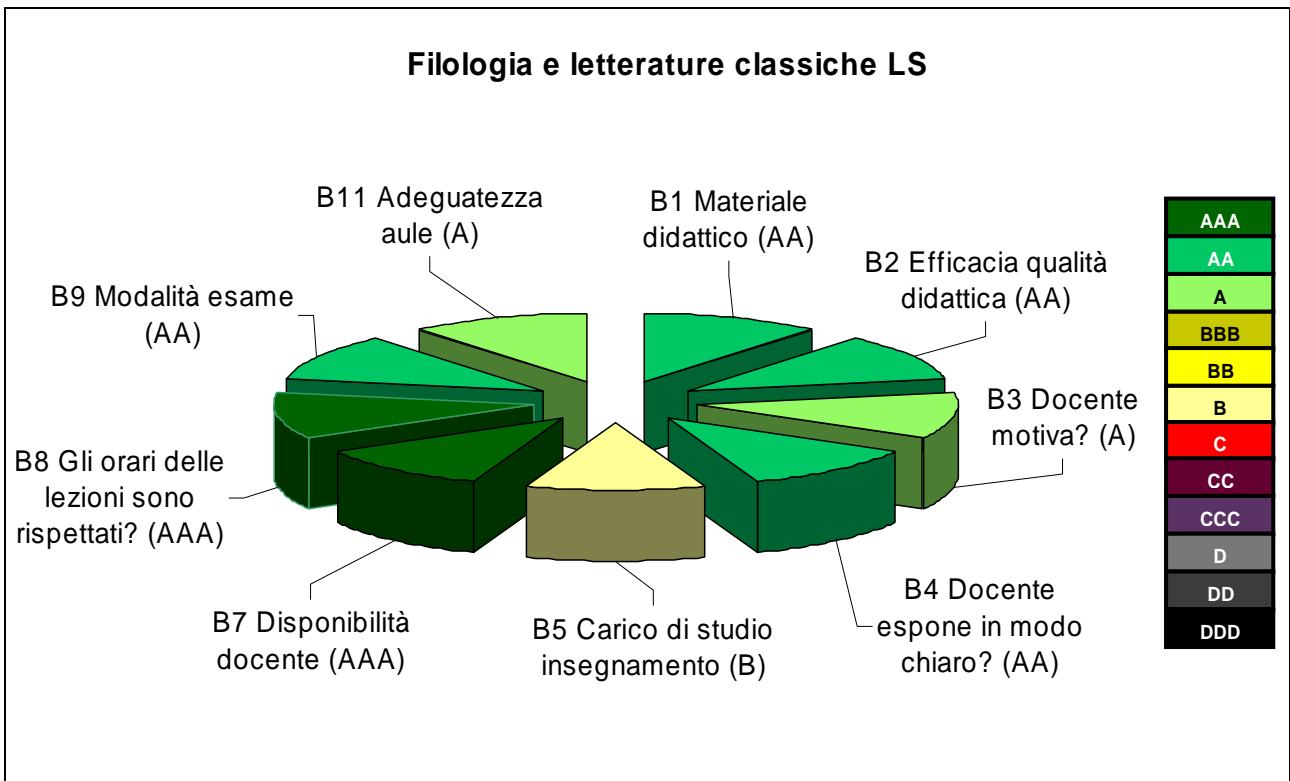 Filologia e letterature classiche LS
B11 Adeguatezza
aule (A)
B1 Materiale
didattico (AA)
B2 Efficacia qualità
didattica (AA)
B9 Modalità esame
(AA)
B3 Docente
motiva? (A)
B8 Gli orari delle
lezioni sono
rispettati? (AAA)
B4 Docente
espone in modo
chiaro? (AA)
B7 Disponibilità
docente (AAA)
B5 Carico di studio
insegnamento (B)
AAA
AA
A
BBB
BB
B
C
CC
CCC
D
DD
DDD